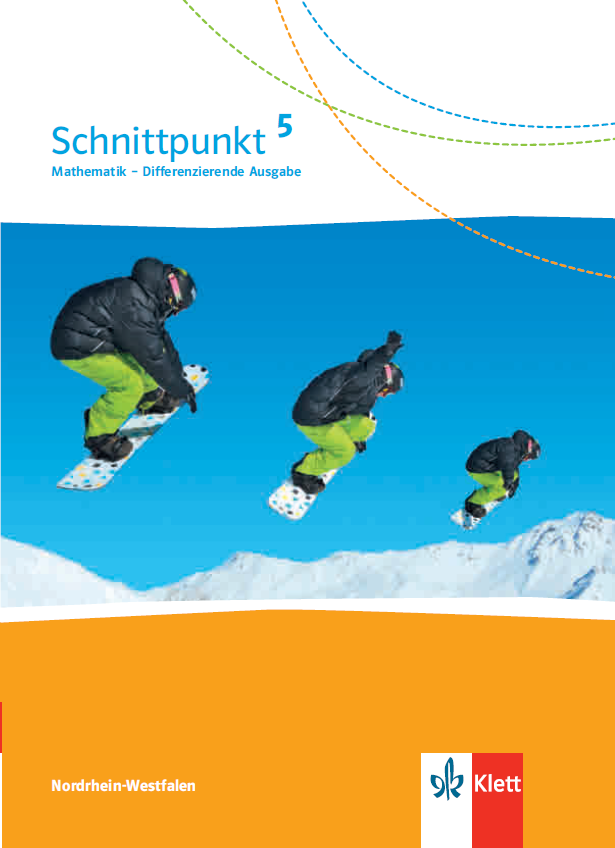 Schnittpunkt 5
Mathematik – Differenzierende Ausgabe
Nordrhein-Westfalen
Klett